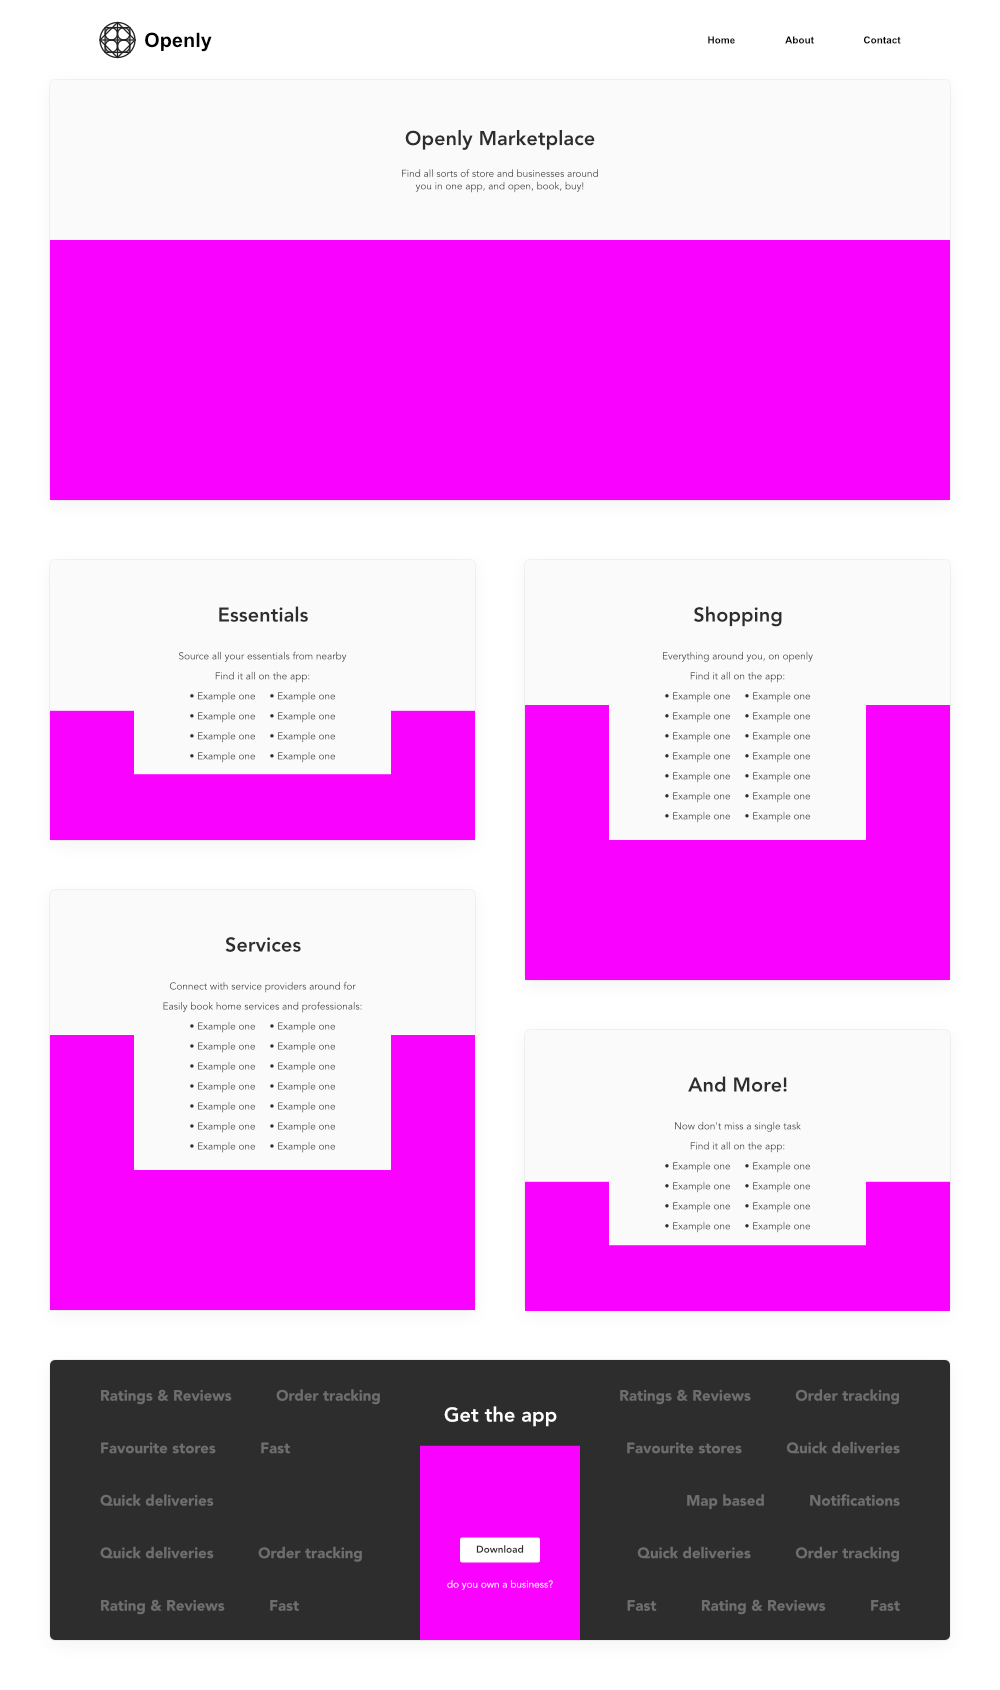 Openly
Home About Contact
Openly Marketplace
Find all sorts of store and businesses around
you in one app, and open, book, buy!
Essentials
Source all your essentials from nearby
Find it all on the app:
• Example one • Example one
• Example one • Example one
• Example one • Example one
• Example one • Example one
Shopping
Everything around you, on openly
Find it all on the app:
• Example one • Example one
• Example one • Example one
• Example one • Example one
• Example one • Example one
• Example one • Example one
• Example one • Example one
• Example one • Example one
Services
Connect with service providers around for
Easily book home services and professionals:
• Example one • Example one
• Example one • Example one
• Example one • Example one
• Example one • Example one
• Example one • Example one
• Example one • Example one
• Example one • Example one
And More!
Now don't miss a single task
Find it all on the app:
• Example one • Example one
• Example one • Example one
• Example one • Example one
• Example one • Example one
Ratings & Reviews Order tracking
Favourite stores Fast
Quick deliveries
Quick deliveries Order tracking
Rating & Reviews Fast
Get the app
Download
do you own a business?
Ratings & Reviews Order tracking
Favourite stores Quick deliveries
Map based Notifications
Quick deliveries Order tracking
Fast Rating & Reviews Fast